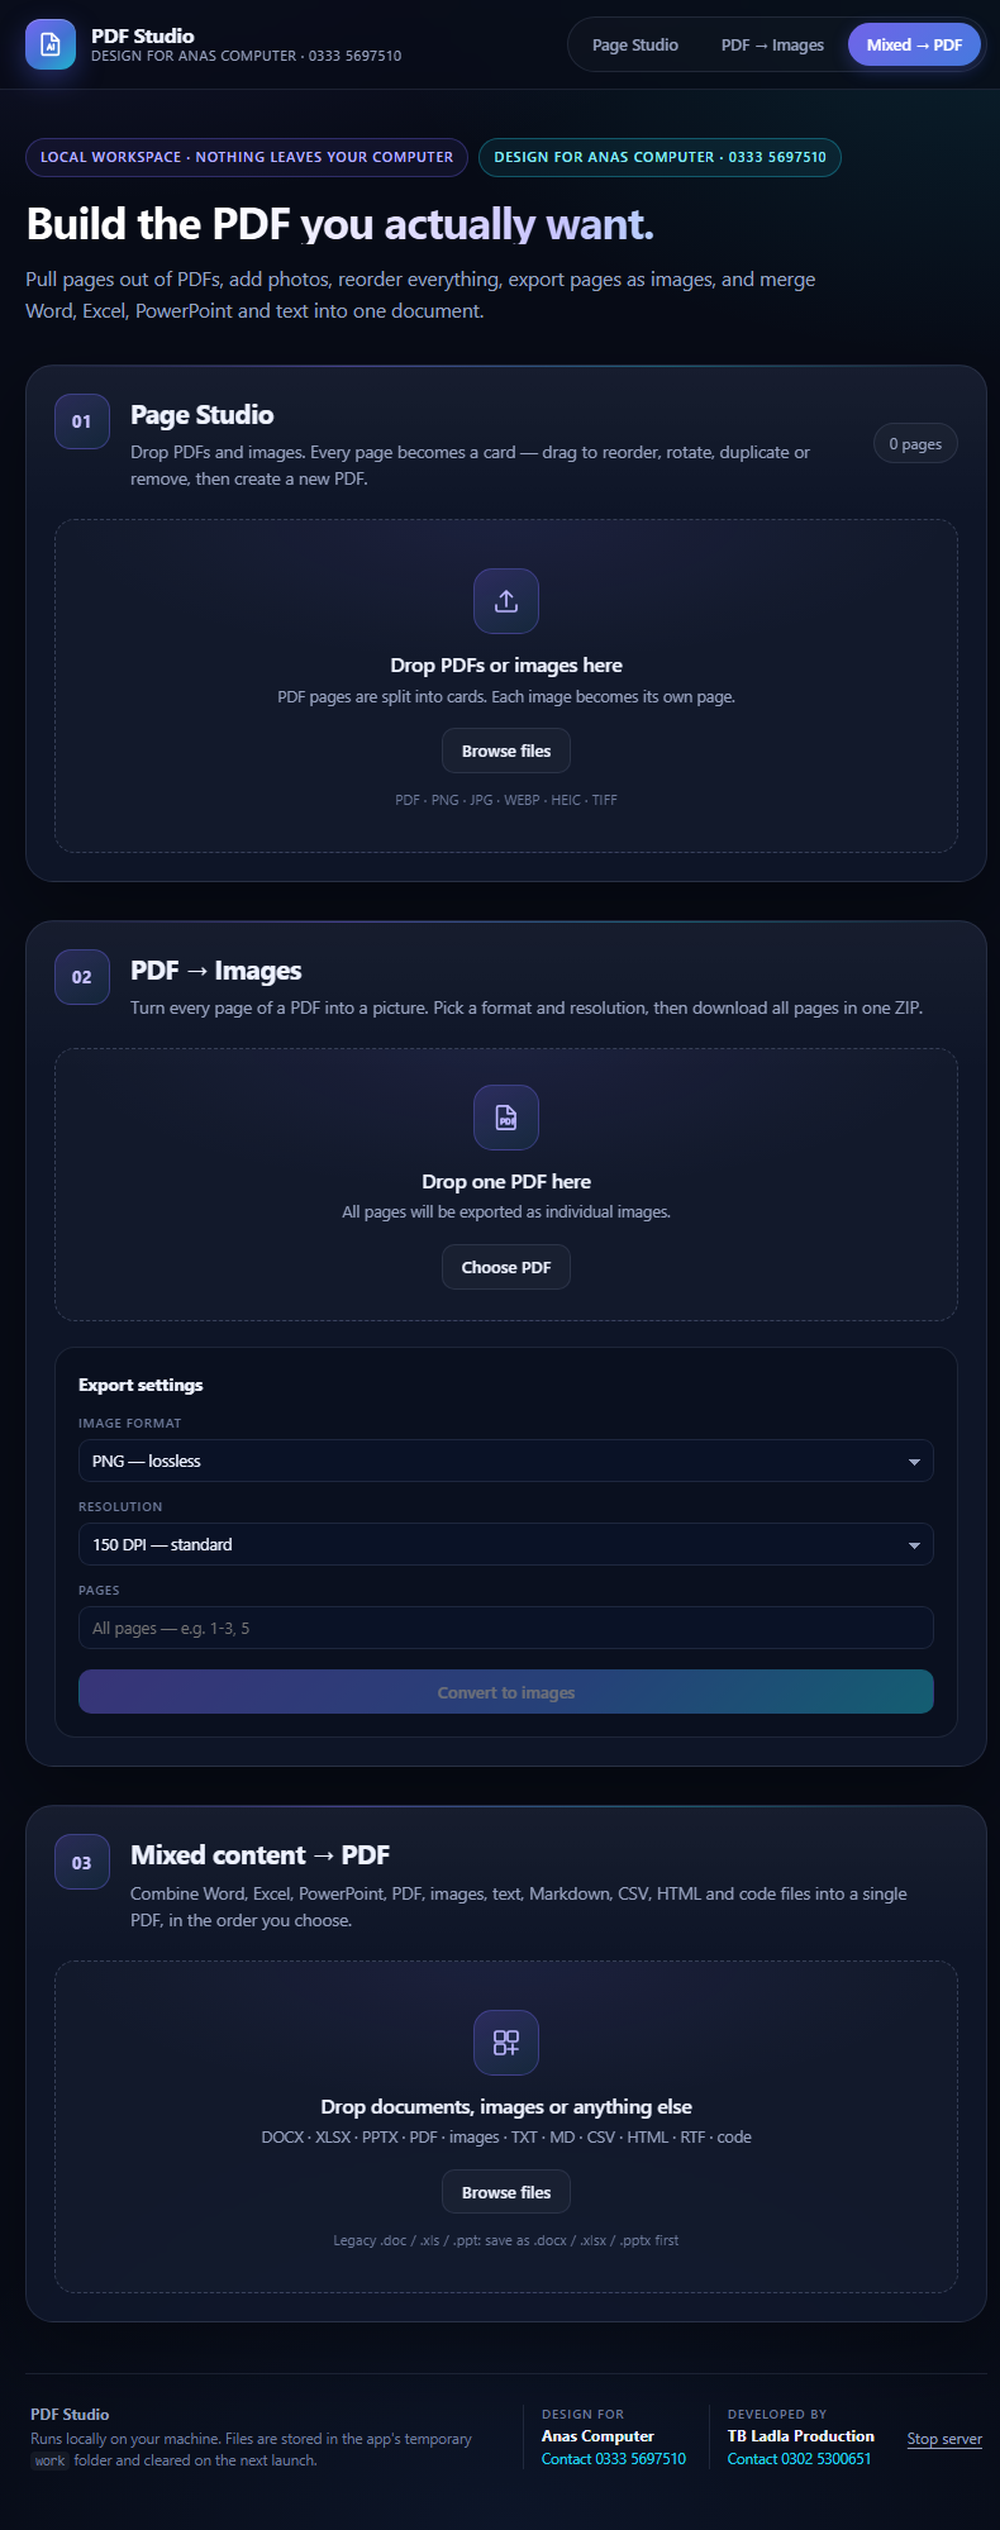 PDF Studio
DESIGN FOR ANAS COMPUTER · 0333 5697510
Page Studio
PDF → Images
Mixed → PDF
LOCAL WORKSPACE · NOTHING LEAVES YOUR COMPUTER
DESIGN FOR ANAS COMPUTER · 0333 5697510
Build the PDF you actually want.
Pull pages out of PDFs, add photos, reorder everything, export pages as images, and merge
Word, Excel, PowerPoint and text into one document.
01
Page Studio
Drop PDFs and images. Every page becomes a card — drag to reorder, rotate, duplicate or
remove, then create a new PDF.
0 pages
Drop PDFs or images here
PDF pages are split into cards. Each image becomes its own page.
Browse files
PDF · PNG · JPG · WEBP · HEIC · TIFF
02
PDF → Images
Turn every page of a PDF into a picture. Pick a format and resolution, then download all pages in one ZIP.
PDF
Drop one PDF here
All pages will be exported as individual images.
Choose PDF
Export settings
IMAGE FORMAT
PNG — lossless
RESOLUTION
150 DPI — standard
PAGES
All pages — e.g. 1-3, 5
Convert to images
03
Mixed content → PDF
Combine Word, Excel, PowerPoint, PDF, images, text, Markdown, CSV, HTML and code files into a single
PDF, in the order you choose.
Drop documents, images or anything else
DOCX · XLSX · PPTX · PDF · images · TXT · MD · CSV · HTML · RTF · code
Browse files
Legacy .doc / .xls / .ppt: save as .docx / .xlsx / .pptx first
PDF Studio
Runs locally on your machine. Files are stored in the app's temporary
work folder and cleared on the next launch.
DESIGN FOR
Anas Computer
Contact 0333 5697510
DEVELOPED BY
TB Ladla Production
Contact 0302 5300651
Stop server